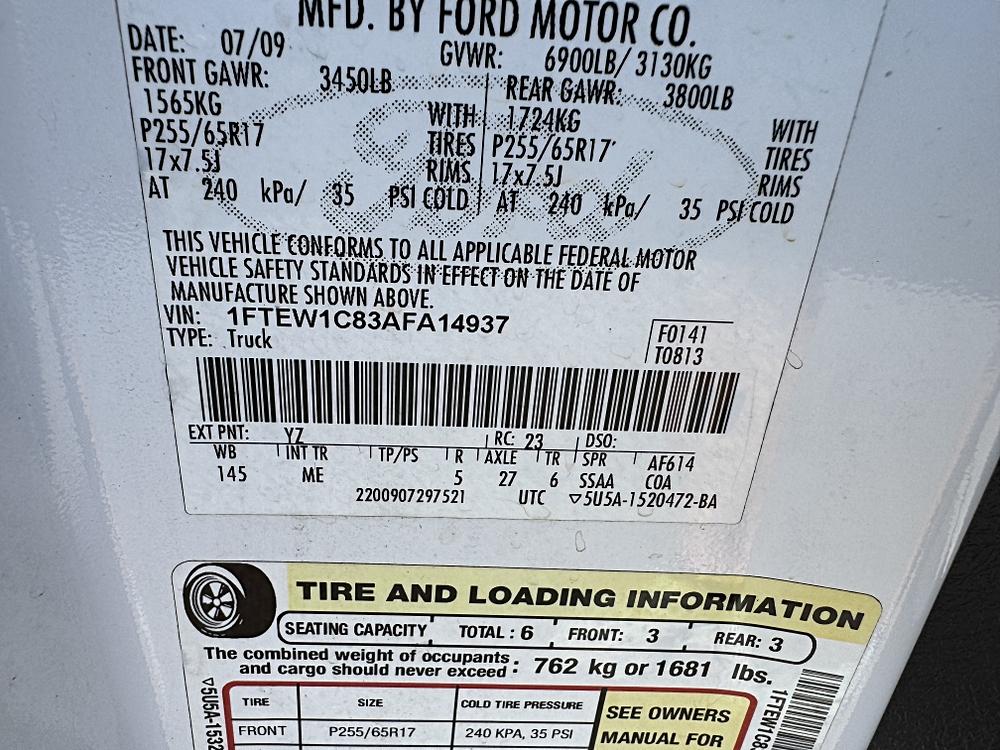 MFD. BY FORD MOTOR CO.
DATE: 07/09 GVWR: 6900LB/ 3130KG
FRONT GAWR: 3450LB REAR GAWR: 3800LB
1565KG WITH 1724KG WITH
P255/65R17 TIRES P255/65R17 TIRES
17x7.5J RIMS 17x7.5J RIMS
AT 240 kPa/ 35 PSI COLD AT 240 kPa/ 35 PSI COLD
Ford
THIS VEHICLE CONFORMS TO ALL APPLICABLE FEDERAL MOTOR
VEHICLE SAFETY STANDARDS IN EFFECT ON THE DATE OF
MANUFACTURE SHOWN ABOVE.
VIN: 1FTEW1C83AFA14937
TYPE: Truck
F0141
T0813
EXT PNT: YZ RC: 23 DSO:
WB INT TR TP/PS R AXLE TR SPR AF614
145 ME 5 27 6 SSAA COA
2200907297521 UTC ▽5U5A-1520472-BA
TIRE AND LOADING INFORMATION
SEATING CAPACITY TOTAL : 6 FRONT: 3 REAR: 3
The combined weight of occupants
and cargo should never exceed : 762 kg or 1681 lbs.
TIRE SIZE COLD TIRE PRESSURE
FRONT P255/65R17 240 KPA, 35 PSI
SEE OWNERS
MANUAL FOR
▽5U5A-1532
1FTEW1C8